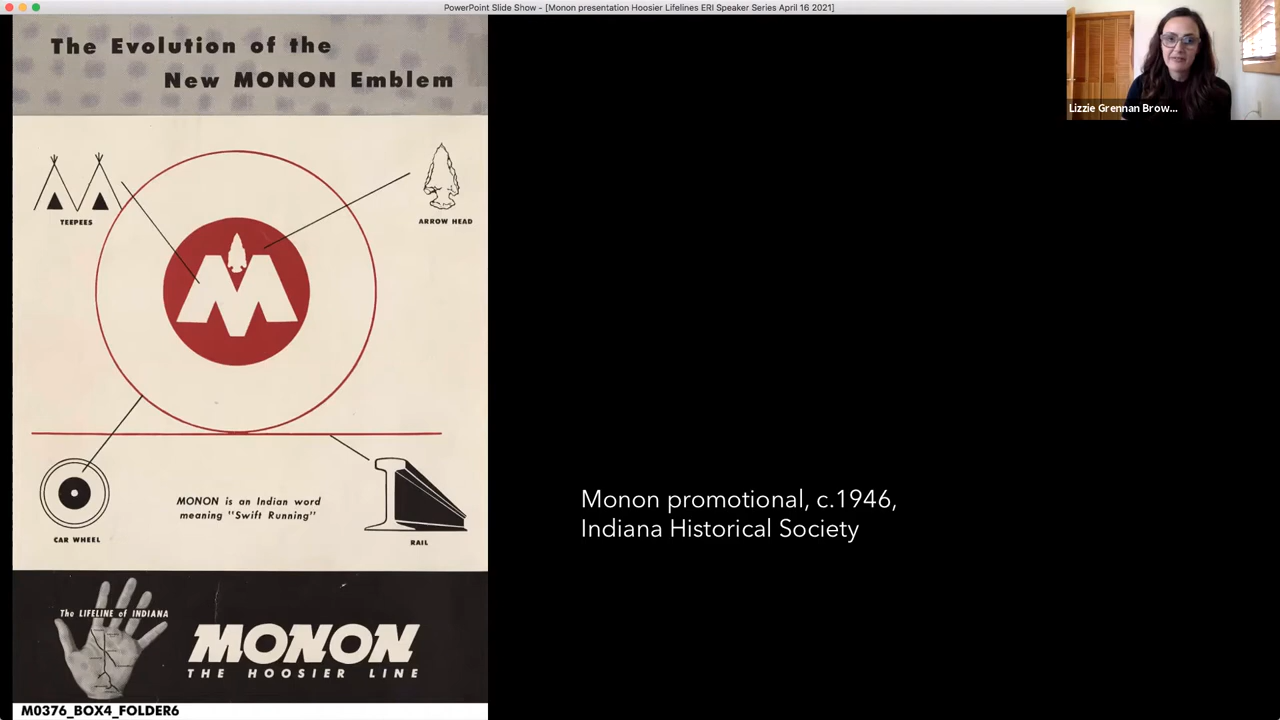 PowerPoint Slide Show - [Monon presentation Hoosier Lifelines ERI Speaker Series April 16 2021]
The Evolution of the
New MONON Emblem
TEEPEES
ARROW HEAD
MONON is an Indian word
meaning "Swift Running"
CAR WHEEL
RAIL
The LIFELINE of INDIANA
MONON
THE HOOSIER LINE
M0376_BOX4_FOLDER6
Monon promotional, c.1946,
Indiana Historical Society
Lizzie Grennan Brow...